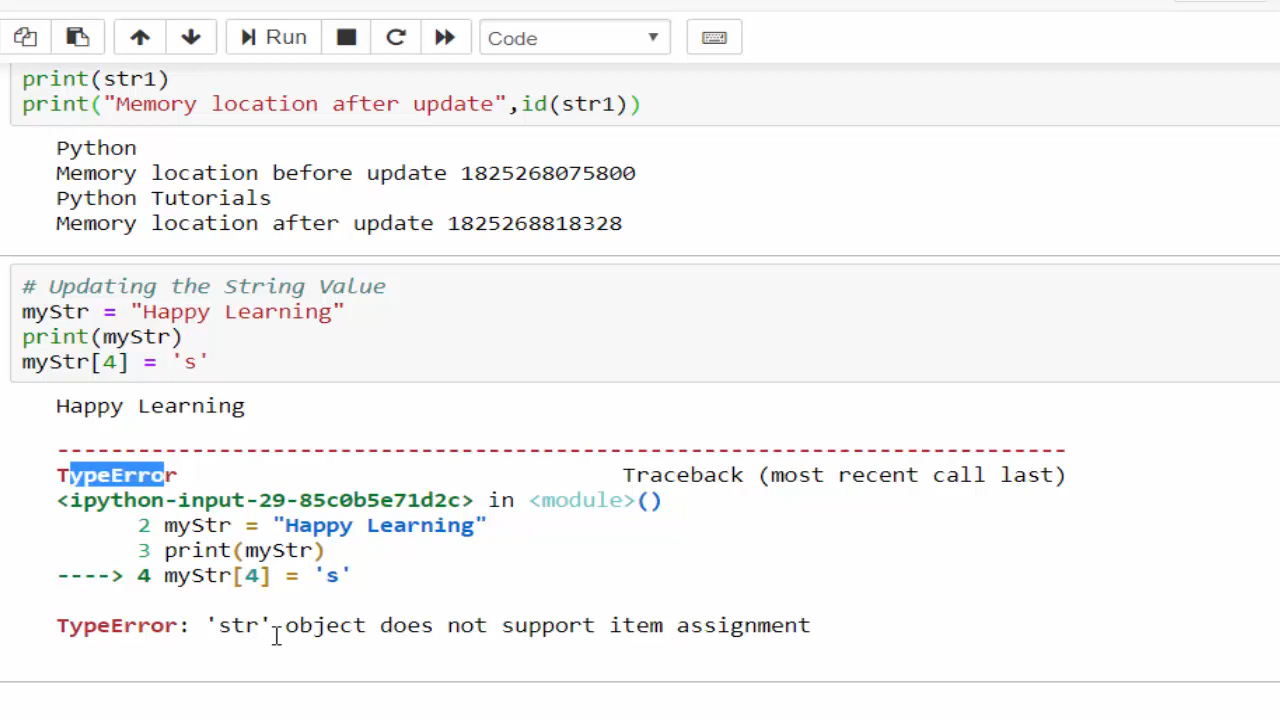 Run
Code
print(str1)
print("Memory location after update",id(str1))
Python
Memory location before update 1825268075800
Python Tutorials
Memory location after update 1825268818328
# Updating the String Value
myStr = "Happy Learning"
print(myStr)
myStr[4] = 's'
Happy Learning
---------------------------------------------------------------------------
TypeError                                 Traceback (most recent call last)
<ipython-input-29-85c0b5e71d2c> in <module>()
      2 myStr = "Happy Learning"
      3 print(myStr)
----> 4 myStr[4] = 's'
TypeError: 'str' object does not support item assignment